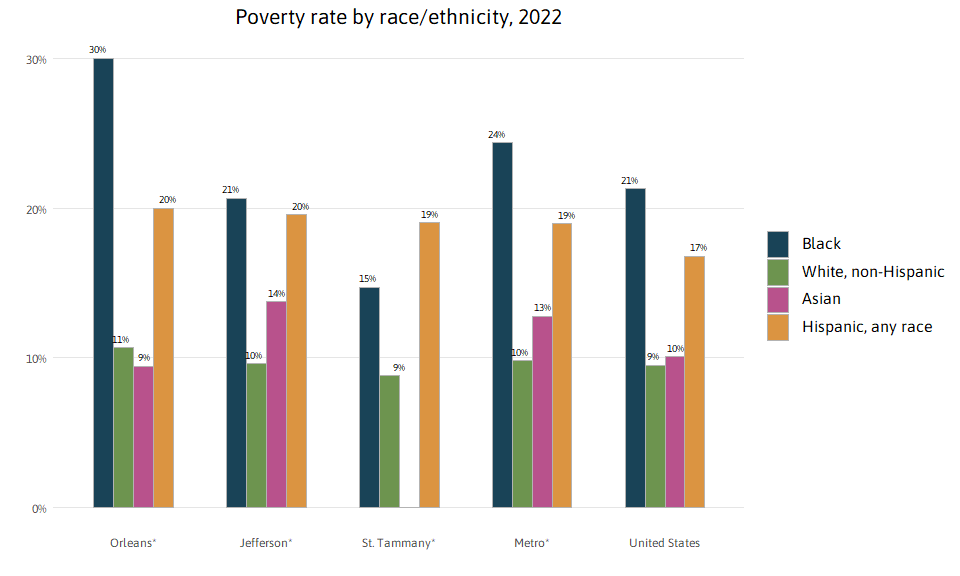 Poverty rate by race/ethnicity, 2022
30%
20%
10%
0%
30%
11%
9%
20%
21%
10%
14%
20%
15%
9%
19%
24%
10%
13%
19%
21%
9%
10%
17%
Orleans*
Jefferson*
St. Tammany*
Metro*
United States
Black
White, non-Hispanic
Asian
Hispanic, any race